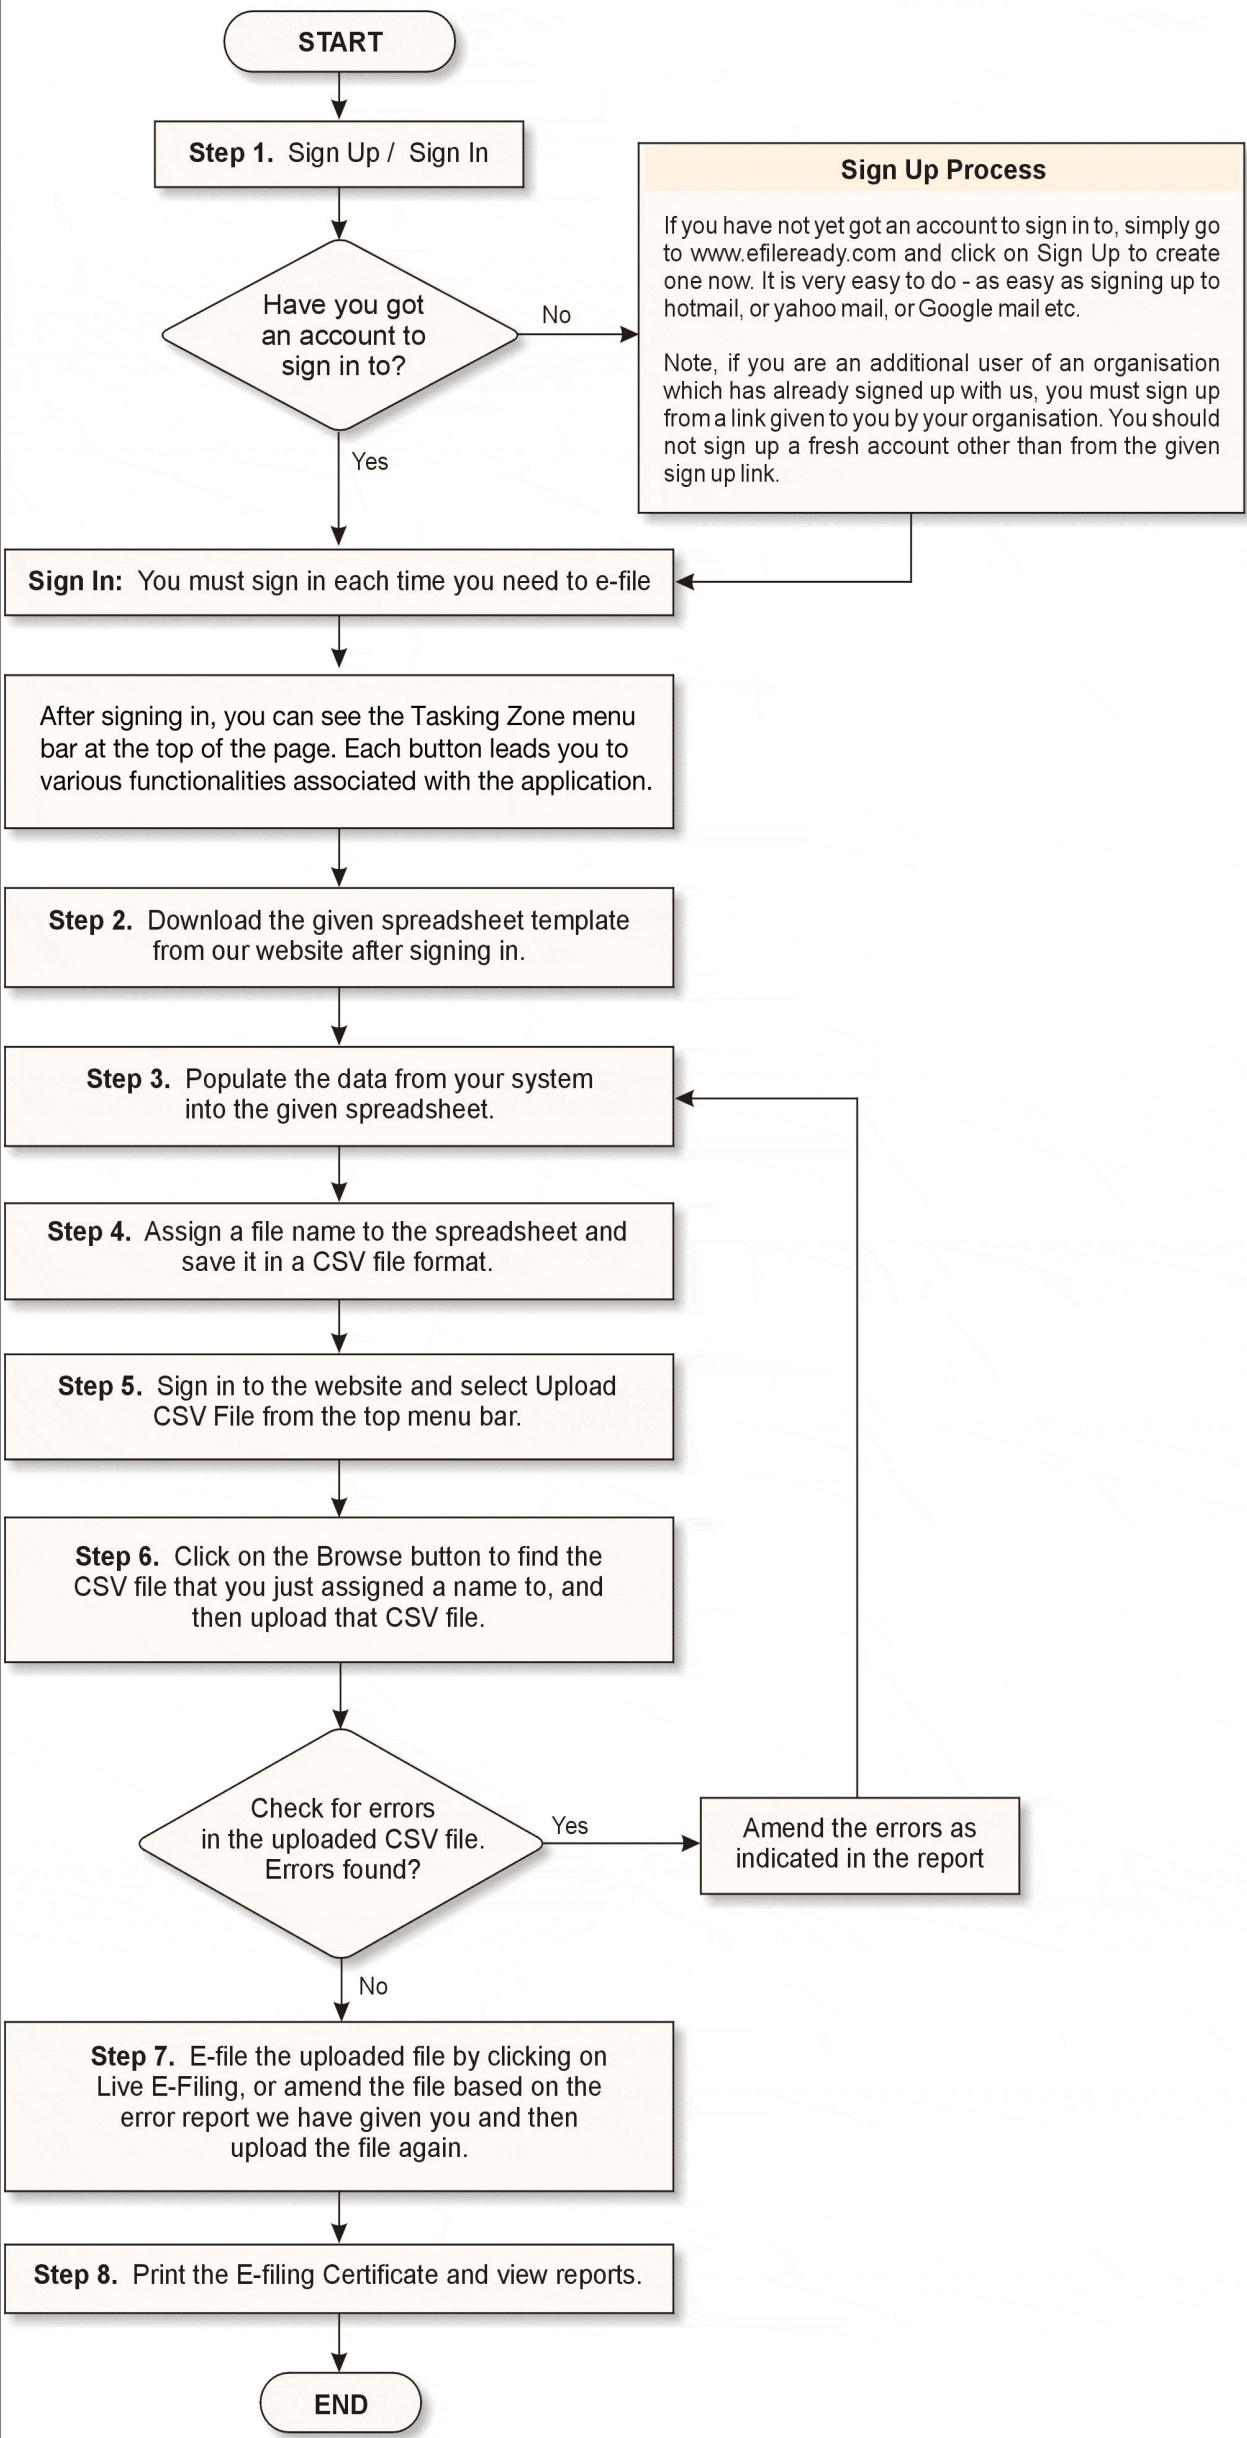 START
Step 1. Sign Up / Sign In
Sign Up Process
If you have not yet got an account to sign in to, simply go
to www.efileready.com and click on Sign Up to create
one now. It is very easy to do - as easy as signing up to
hotmail, or yahoo mail, or Google mail etc.
Note, if you are an additional user of an organisation
which has already signed up with us, you must sign up
from a link given to you by your organisation. You should
not sign up a fresh account other than from the given
sign up link.
Have you got
an account to
sign in to?
No
Yes
Sign In: You must sign in each time you need to e-file
After signing in, you can see the Tasking Zone menu
bar at the top of the page. Each button leads you to
various functionalities associated with the application.
Step 2. Download the given spreadsheet template
from our website after signing in.
Step 3. Populate the data from your system
into the given spreadsheet.
Step 4. Assign a file name to the spreadsheet and
save it in a CSV file format.
Step 5. Sign in to the website and select Upload
CSV File from the top menu bar.
Step 6. Click on the Browse button to find the
CSV file that you just assigned a name to, and
then upload that CSV file.
Check for errors
in the uploaded CSV file.
Errors found?
Yes
Amend the errors as
indicated in the report
No
Step 7. E-file the uploaded file by clicking on
Live E-Filing, or amend the file based on the
error report we have given you and then
upload the file again.
Step 8. Print the E-filing Certificate and view reports.
END